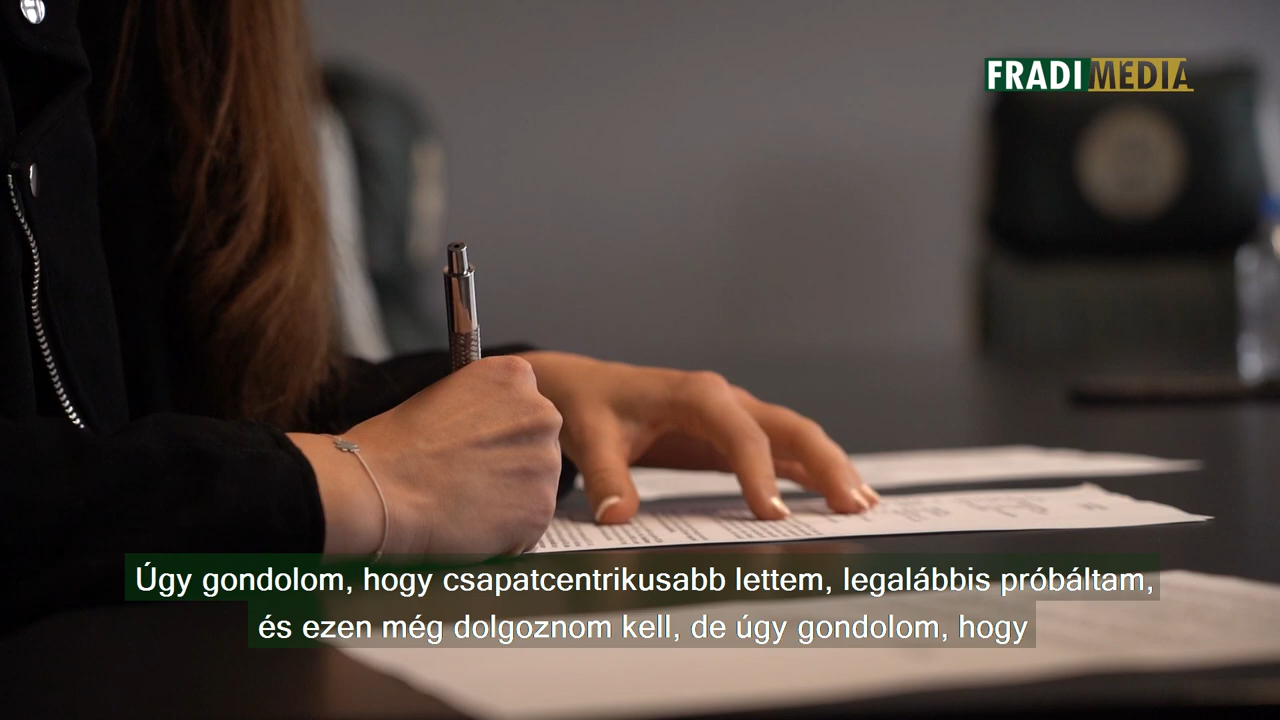 FRADI MÉDIA
Úgy gondolom, hogy csapatcentrikusabb lettem, legalábbis próbáltam,
és ezen még dolgoznom kell, de úgy gondolom, hogy